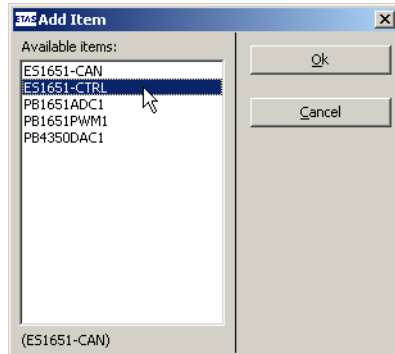 ETAS Add Item
Available items:
ES1651-CAN
ES1651-CTRL
PB1651ADC1
PB1651PWM1
PB4350DAC1
Ok
Cancel
(ES1651-CAN)